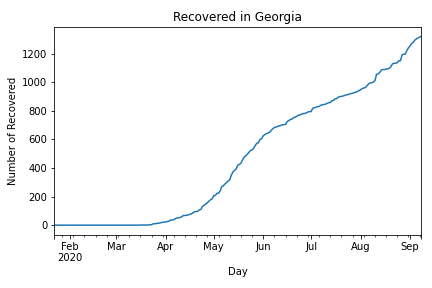 Recovered in Georgia
Number of Recovered
1200
1000
800
600
400
200
0
Feb Mar Apr May Jun Jul Aug Sep
2020
Day